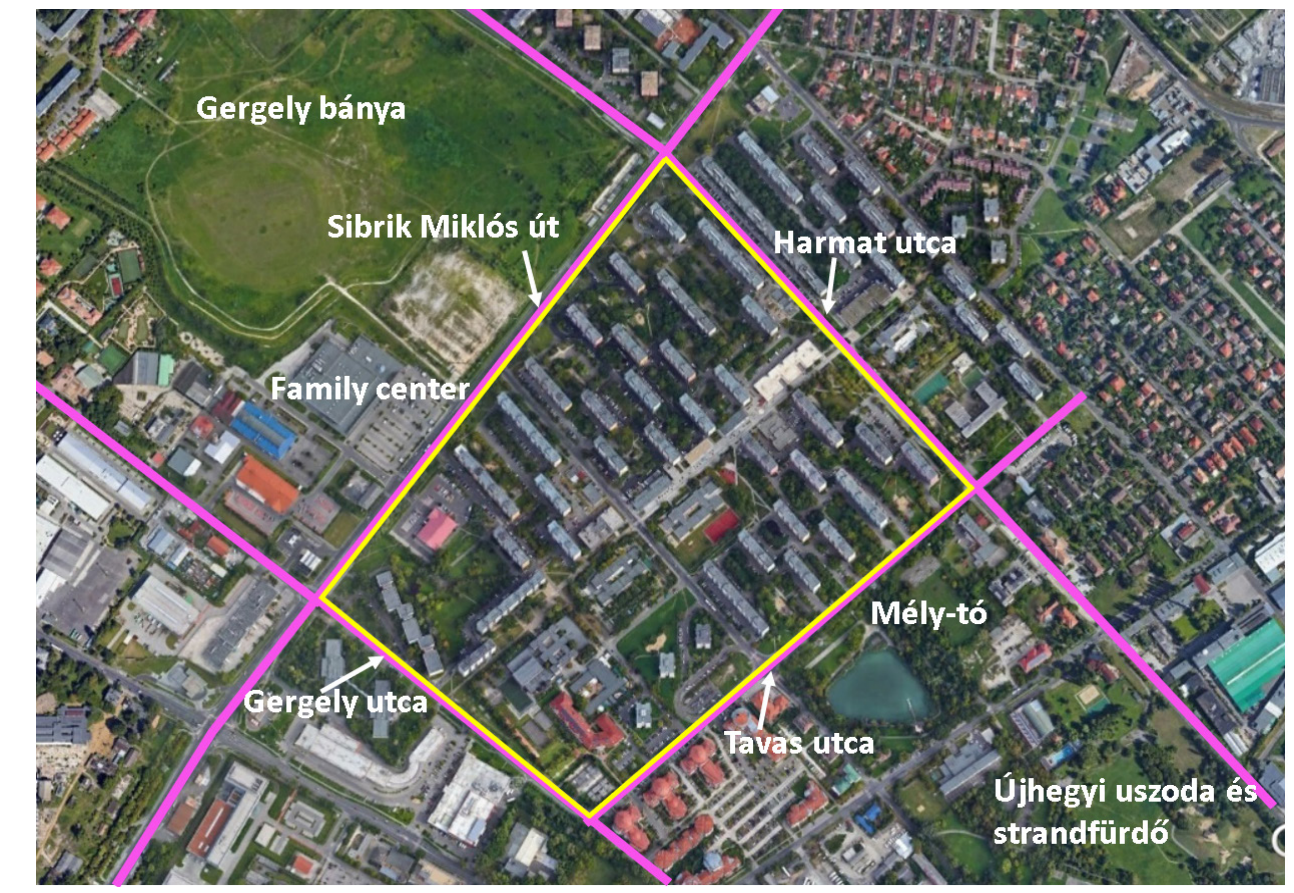 Gergely bánya
Sibrik Miklós út
Harmat utca
Family center
Mély-tó
Gergely utca
Tavas utca
Újhegyi uszoda és
strandfürdő